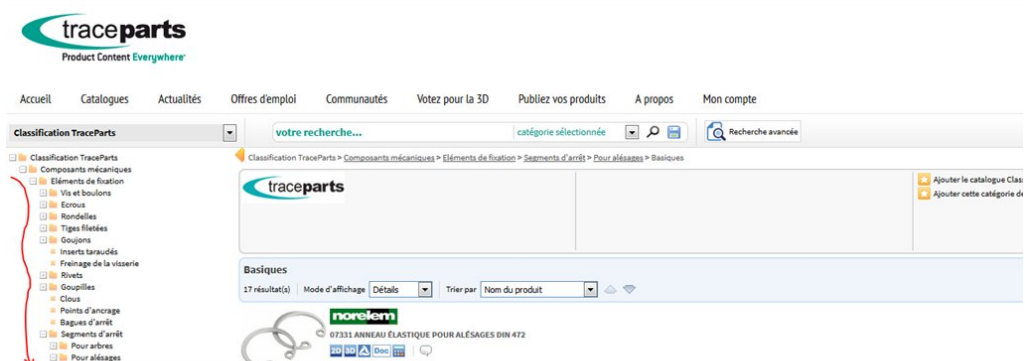 traceparts
Product Content Everywhere
Accueil Catalogues Actualités Offres d'emploi Communautés Votez pour la 3D Publiez vos produits A propos Mon compte
Classification TraceParts votre recherche... catégorie sélectionnée Recherche avancée
Classification TraceParts > Composants mécaniques > Eléments de fixation > Segments d'arrêt > Pour alésages > Basiques
Classification TraceParts
Composants mécaniques
Eléments de fixation
Vis et boulons
Ecrous
Rondelles
Tiges filetées
Goujons
Inserts taraudés
Freinage de la visserie
Rivets
Goupilles
Clous
Points d'ancrage
Bagues d'arrêt
Segments d'arrêt
Pour arbres
Pour alésages
traceparts
Ajouter le catalogue Clas
Ajouter cette catégorie de
Basiques
17 résultat(s) Mode d'affichage Détails Trier par Nom du produit
norelem
07331 ANNEAU ÉLASTIQUE POUR ALÉSAGES DIN 472
2D 3D Doc